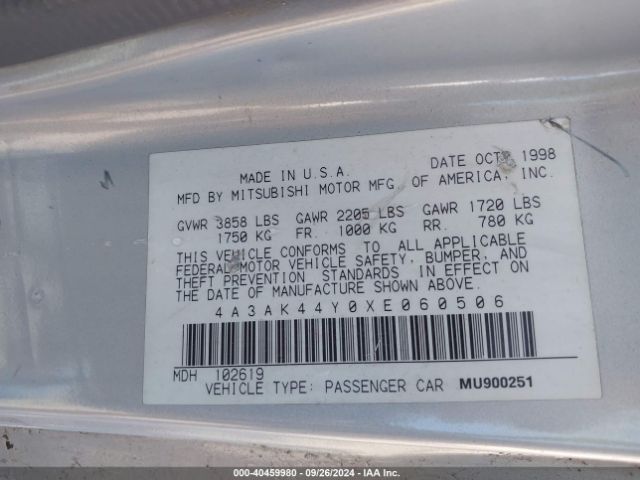 MADE IN U.S.A. DATE OCT 1998
MFD BY MITSUBISHI MOTOR MFG. OF AMERICA, INC.
GVWR 3858 LBS GAWR 2205 LBS GAWR 1720 LBS
1750 KG FR. 1000 KG RR. 780 KG
THIS VEHICLE CONFORMS TO ALL APPLICABLE
FEDERAL MOTOR VEHICLE SAFETY, BUMPER, AND
THEFT PREVENTION STANDARDS IN EFFECT ON
THE DATE OF MANUFACTURE SHOWN ABOVE.
4A3AK44Y0XE060506
MDH 102619
VEHICLE TYPE: PASSENGER CAR MU900251
000-40459980 - 09/26/2024 - IAA Inc.